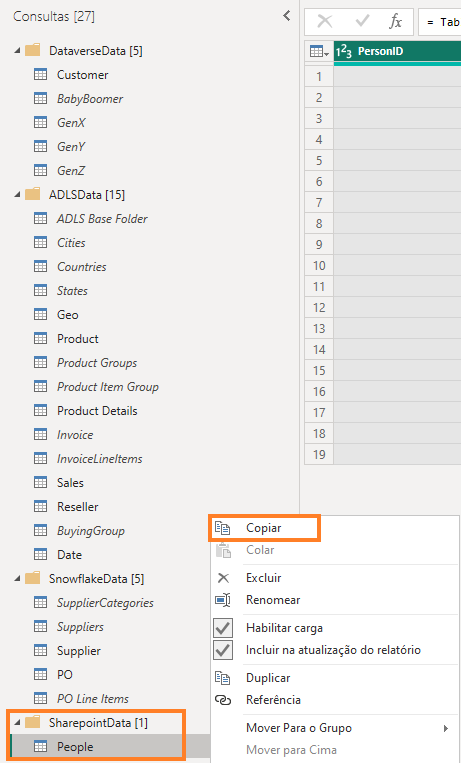 Consultas [27]
DataverseData [5]
Customer
BabyBoomer
GenX
GenY
GenZ
ADLSData [15]
ADLS Base Folder
Cities
Countries
States
Geo
Product
Product Groups
Product Item Group
Product Details
Invoice
InvoiceLineItems
Sales
Reseller
BuyingGroup
Date
SnowflakeData [5]
SupplierCategories
Suppliers
Supplier
PO
PO Line Items
SharepointData [1]
People
fx = Tab
123 PersonID
1
2
3
4
5
6
7
8
9
10
11
12
13
14
15
16
17
18
19
Copiar
Colar
Excluir
Renomear
Habilitar carga
Incluir na atualização do relatório
Duplicar
Referência
Mover Para o Grupo
Mover para Cima